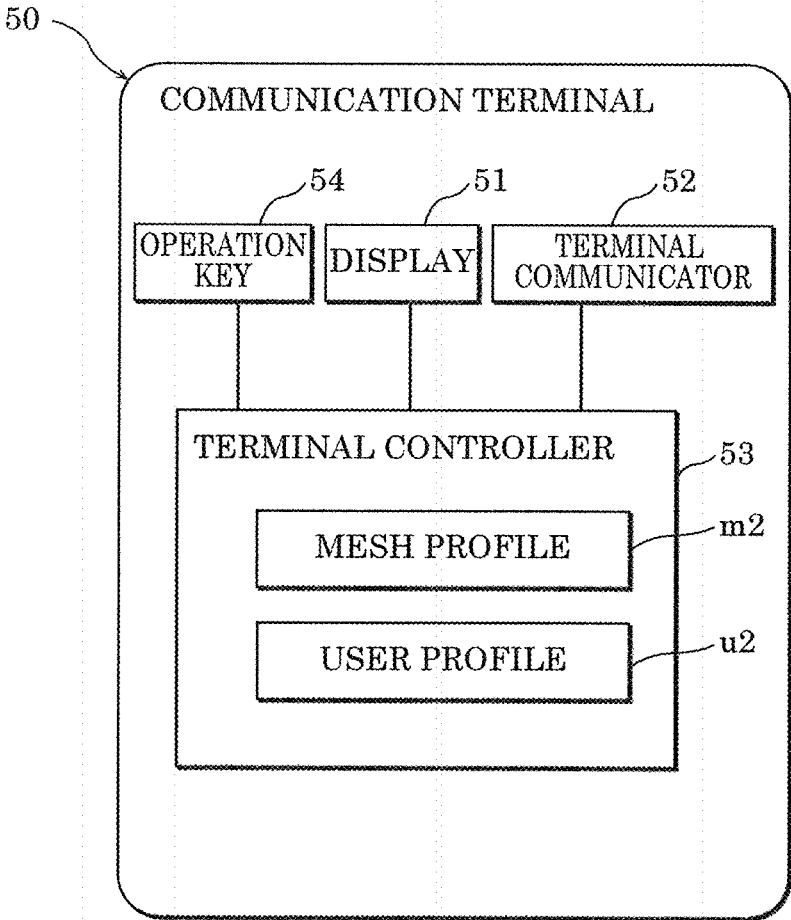 50
COMMUNICATION TERMINAL
54
51
52
OPERATION
KEY
DISPLAY
TERMINAL
COMMUNICATOR
TERMINAL CONTROLLER
53
MESH PROFILE
m2
USER PROFILE
u2